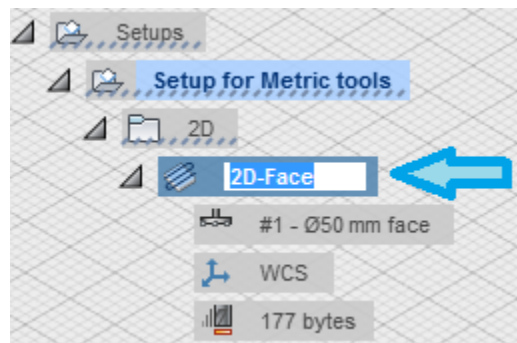 Setups
Setup for Metric tools
2D
2D-Face
#1 - Ø50 mm face
WCS
177 bytes